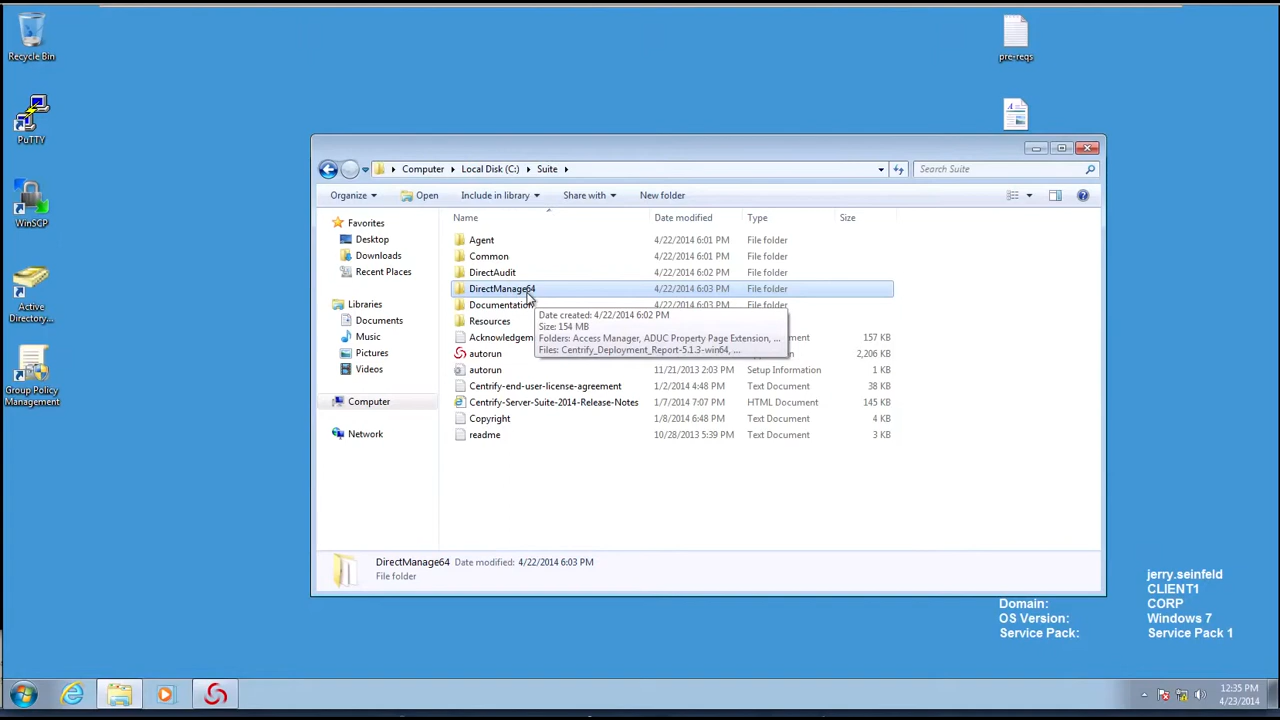 Recycle Bin
PuTTY
WinSCP
Active
Directory...
Group Policy
Management
pre-reqs
Computer Local Disk (C:) Suite
Search Suite
Organize Open Include in library Share with New folder
Favorites
Desktop
Downloads
Recent Places
Libraries
Documents
Music
Pictures
Videos
Computer
Network
Name Date modified Type Size
Agent 4/22/2014 6:01 PM File folder
Common 4/22/2014 6:01 PM File folder
DirectAudit 4/22/2014 6:02 PM File folder
DirectManage64 4/22/2014 6:03 PM File folder
Documentation 4/22/2014 6:03 PM File folder
Resources
Acknowledgem 157 KB
autorun 2,206 KB
autorun 11/21/2013 2:03 PM Setup Information 1 KB
Centrify-end-user-license-agreement 1/2/2014 4:48 PM Text Document 38 KB
Centrify-Server-Suite-2014-Release-Notes 1/7/2014 7:07 PM HTML Document 145 KB
Copyright 1/8/2014 6:48 PM Text Document 4 KB
readme 10/28/2013 5:39 PM Text Document 3 KB
Date created: 4/22/2014 6:02 PM
Size: 154 MB
Folders: Access Manager, ADUC Property Page Extension, ...
Files: Centrify_Deployment_Report-5.1.3-win64, ...
DirectManage64 Date modified: 4/22/2014 6:03 PM
File folder
jerry.seinfeld
CLIENT1
Domain: CORP
OS Version: Windows 7
Service Pack: Service Pack 1
12:35 PM
4/23/2014